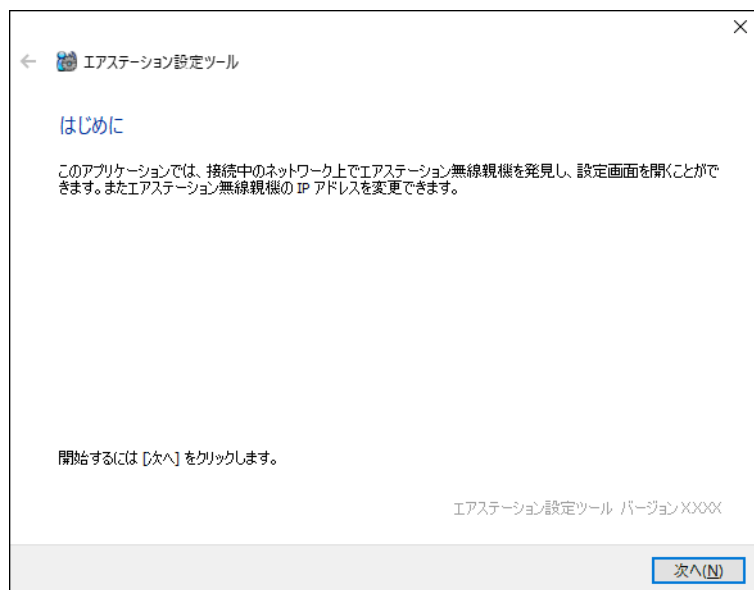 エアステーション設定ツール
はじめに
このアプリケーションでは、接続中のネットワーク上でエアステーション無線親機を発見し、設定画面を開くことがで
きます。またエアステーション無線親機の IP アドレスを変更できます。
開始するには [次へ] をクリックします。
エアステーション設定ツール バージョン XXXX
次へ(N)